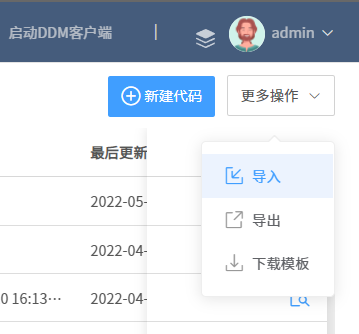 启动DDM客户端 | admin
新建代码 更多操作
最后更新
导入
2022-05-
导出
2022-04-
下载模板
0 16:13··· 2022-04-